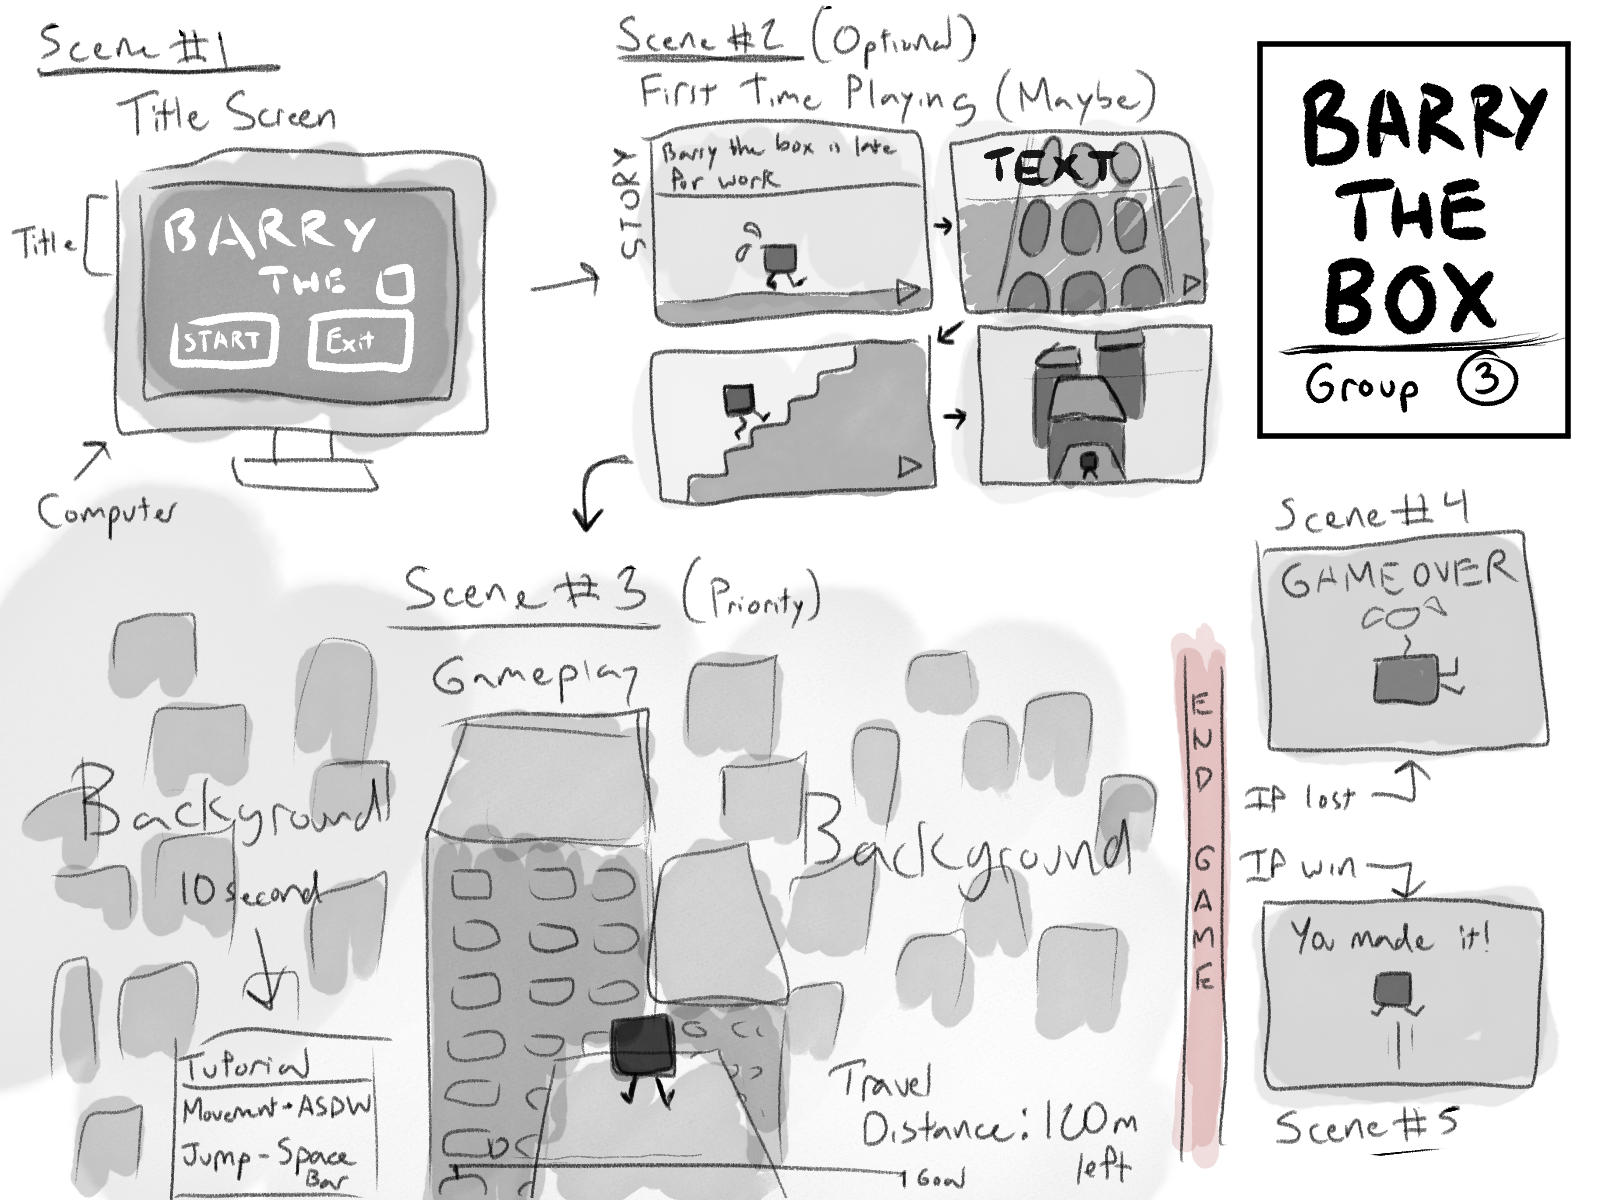 Scene #1
Title Screen
Title
BARRY
THE
START
Exit
Computer
Scene #2 (Optional)
First Time Playing (Maybe)
STORY
Barry the box is late
for work
TEXT
BARRY
THE
BOX
Group 3
Scene #3 (Priority)
Gameplay
Background
10 second
Tutorial
Movement - ASDW
Jump - Space
Bar
Background
Travel
Distance: 120m
left
Goal
END GAME
Scene #4
GAMEOVER
IF lost
IF win
You made it!
Scene #5